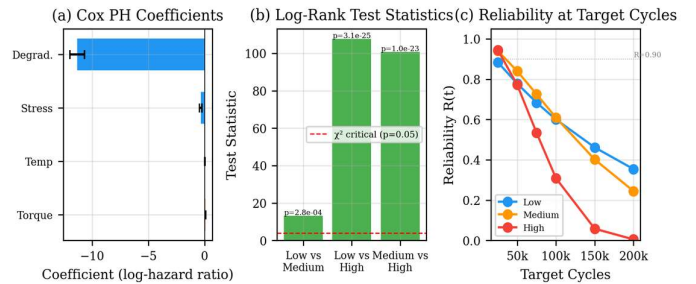 (a) Cox PH Coefficients
Degrad.
Stress
Temp
Torque
−10
−5
0
Coefficient (log-hazard ratio)
(b) Log-Rank Test Statistics
100
80
60
40
20
0
Test Statistic
p=2.8e-04
p=3.1e-25
p=1.0e-23
χ² critical (p=0.05)
Low vs
Medium
Low vs
High
Medium vs
High
(c) Reliability at Target Cycles
1.0
0.8
0.6
0.4
0.2
0.0
Reliability R(t)
R=0.90
Low
Medium
High
50k
100k
150k
200k
Target Cycles